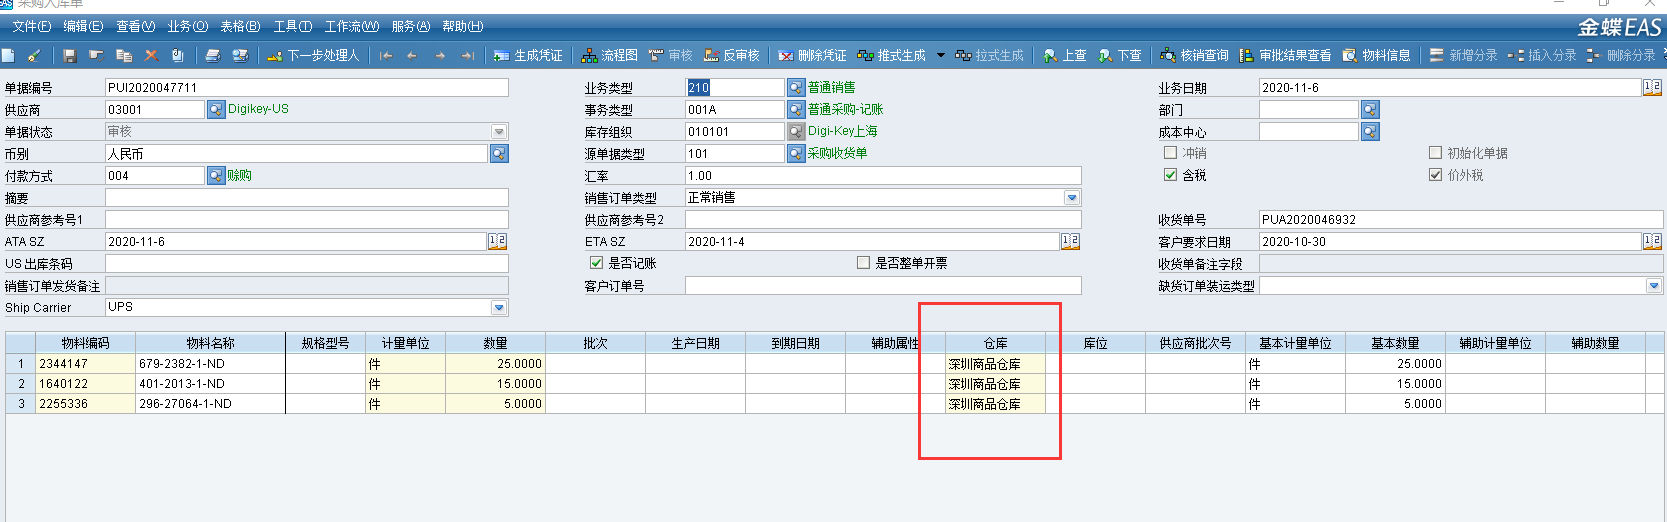 采购入库单
文件(F) 编辑(E) 查看(V) 业务(O) 表格(B) 工具(T) 工作流(W) 服务(A) 帮助(H)
金蝶EAS
下一步处理人 生成凭证 流程图 审核 反审核 删除凭证 推式生成 拉式生成 上查 下查 核销查询 审批结果查看 物料信息 新增分录 插入分录 删除分录
单据编号 PUI2020047711 业务类型 210 普通销售 业务日期 2020-11-6
供应商 03001 Digikey-US 事务类型 001A 普通采购-记账 部门
单据状态 审核 库存组织 010101 Digi-Key上海 成本中心
币别 人民币 源单据类型 101 采购收货单 冲销 初始化单据
付款方式 004 赊购 汇率 1.00 含税 价外税
摘要 销售订单类型 正常销售
供应商参考号1 供应商参考号2 收货单号 PUA2020046932
ATA SZ 2020-11-6 ETA SZ 2020-11-4 客户要求日期 2020-10-30
US 出库条码 是否记账 是否整单开票 收货单备注字段
销售订单发货备注 客户订单号 缺货订单装运类型
Ship Carrier UPS
物料编码 物料名称 规格型号 计量单位 数量 批次 生产日期 到期日期 辅助属性 仓库 库位 供应商批次号 基本计量单位 基本数量 辅助计量单位 辅助数量
1 2344147 679-2382-1-ND 件 25.0000 深圳商品仓库 件 25.0000
2 1640122 401-2013-1-ND 件 15.0000 深圳商品仓库 件 15.0000
3 2255336 296-27064-1-ND 件 5.0000 深圳商品仓库 件 5.0000